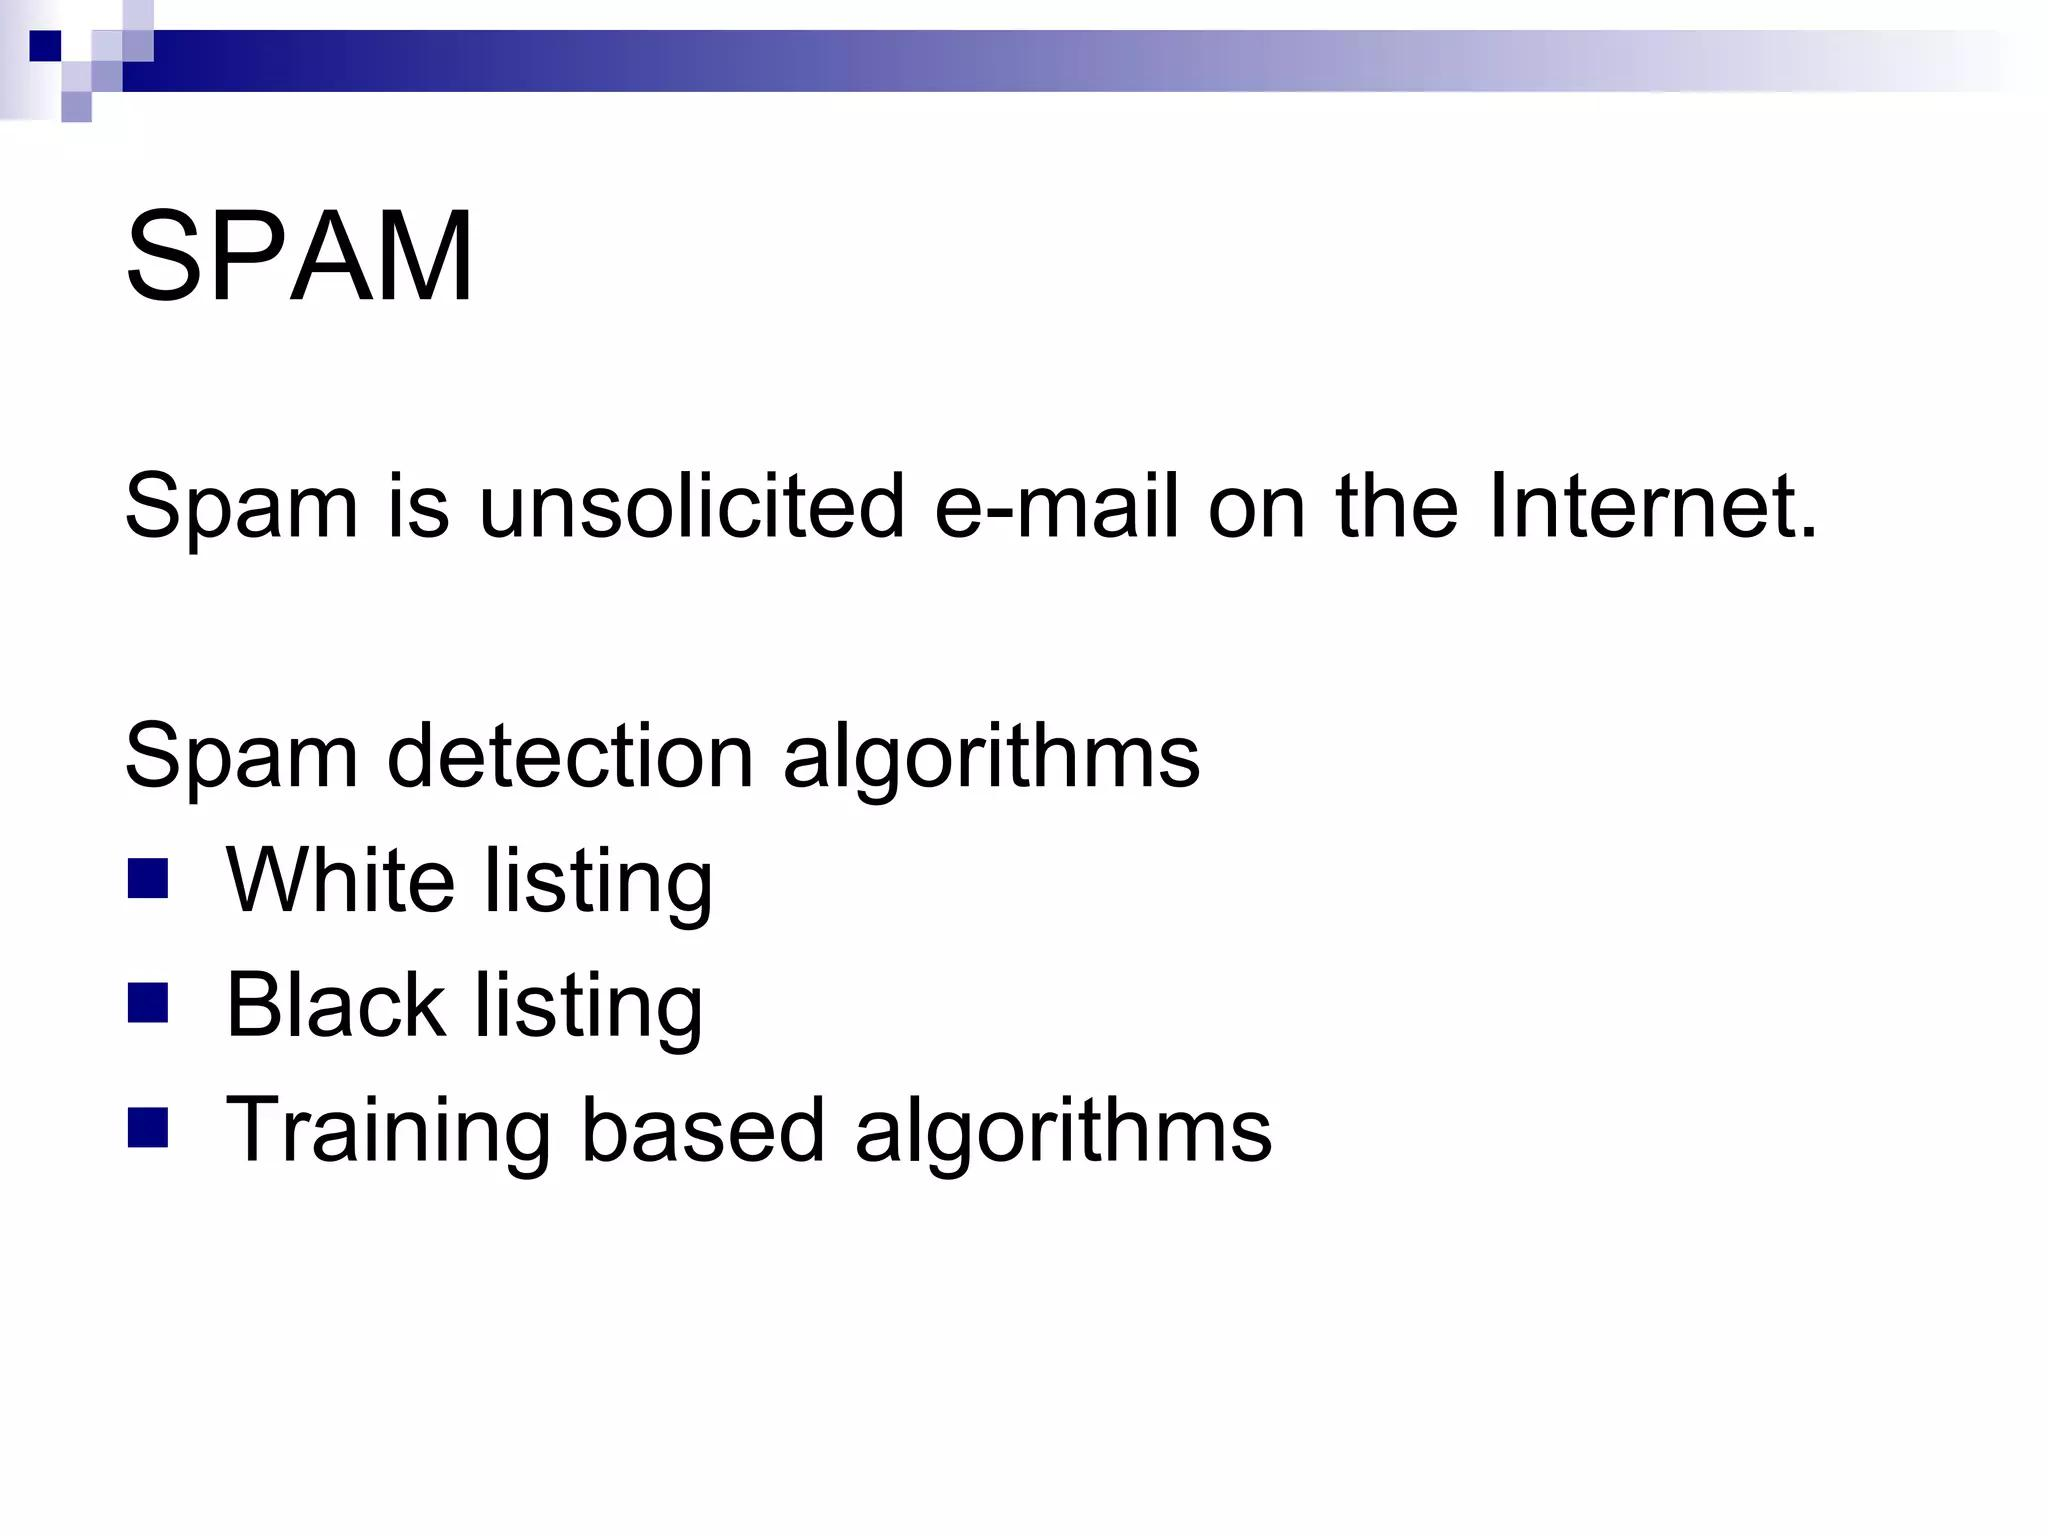 SPAM
Spam is unsolicited e-mail on the Internet.
Spam detection algorithms
White listing
Black listing
Training based algorithms